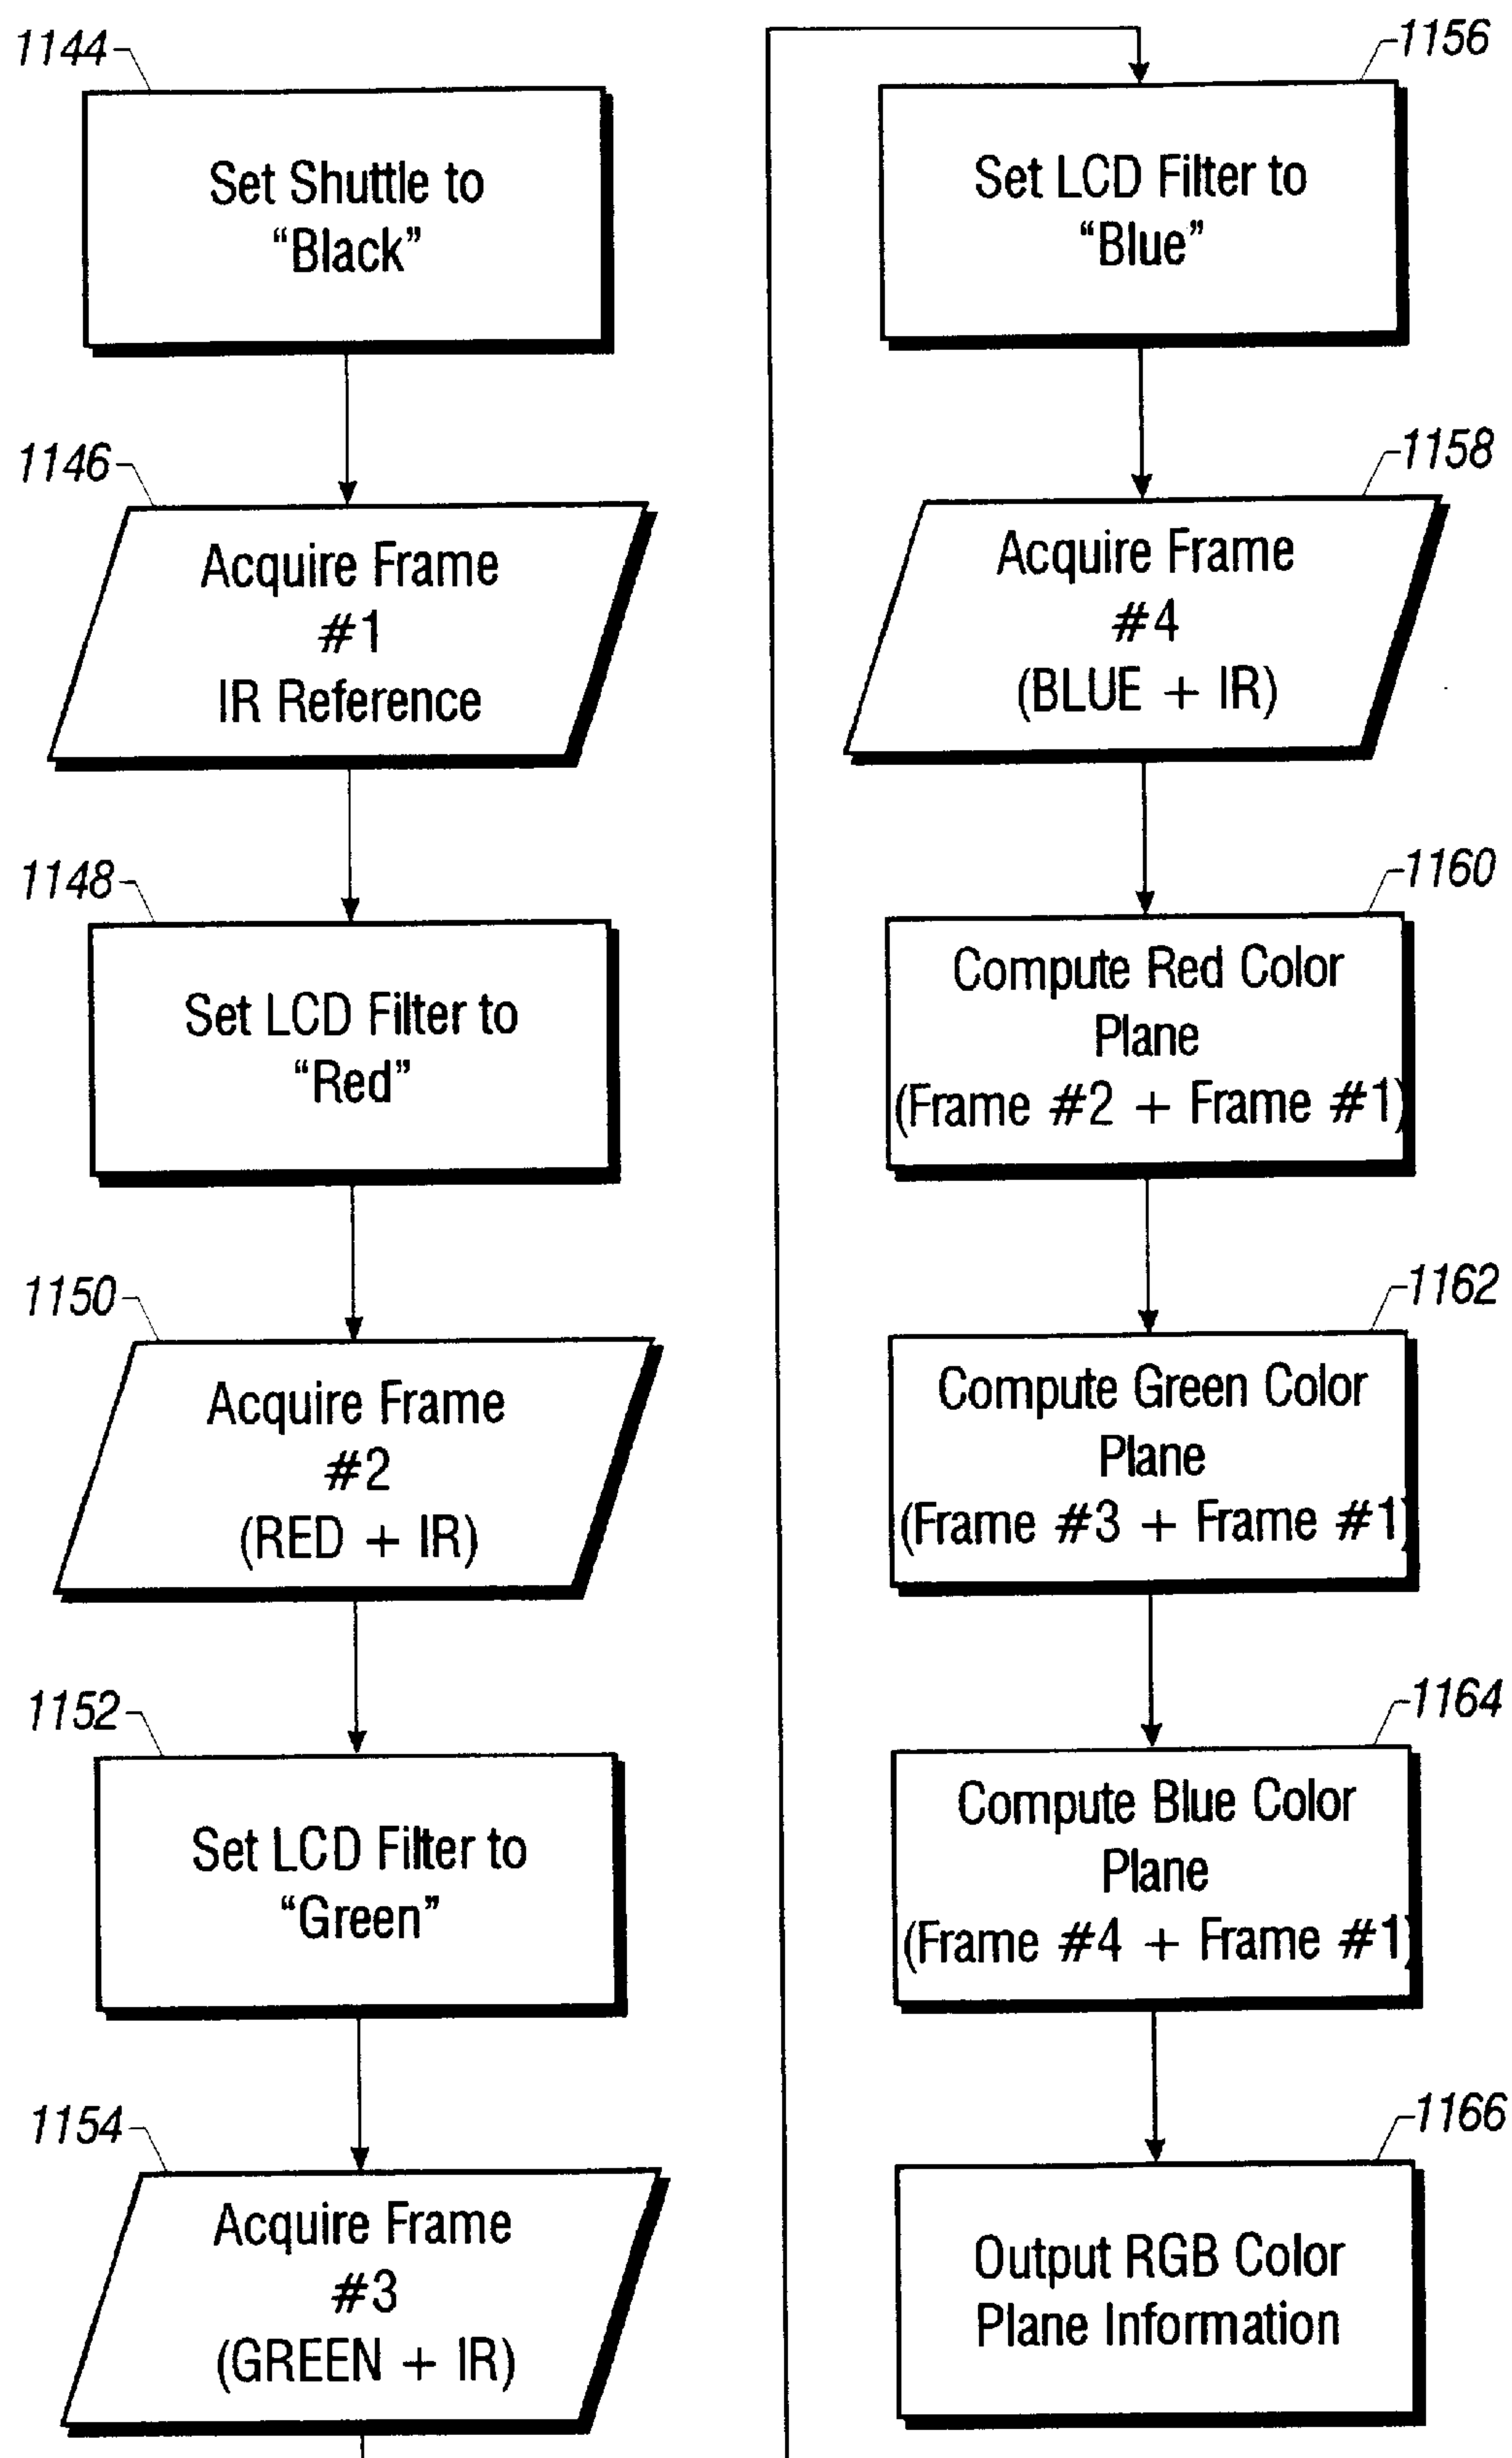 1144
Set Shuttle to
“Black”
1146
Acquire Frame
#1
IR Reference
1148
Set LCD Filter to
“Red”
1150
Acquire Frame
#2
(RED + IR)
1152
Set LCD Filter to
“Green”
1154
Acquire Frame
#3
(GREEN + IR)
1156
Set LCD Filter to
“Blue”
1158
Acquire Frame
#4
(BLUE + IR)
1160
Compute Red Color
Plane
(Frame #2 + Frame #1)
1162
Compute Green Color
Plane
(Frame #3 + Frame #1)
1164
Compute Blue Color
Plane
(Frame #4 + Frame #1)
1166
Output RGB Color
Plane Information